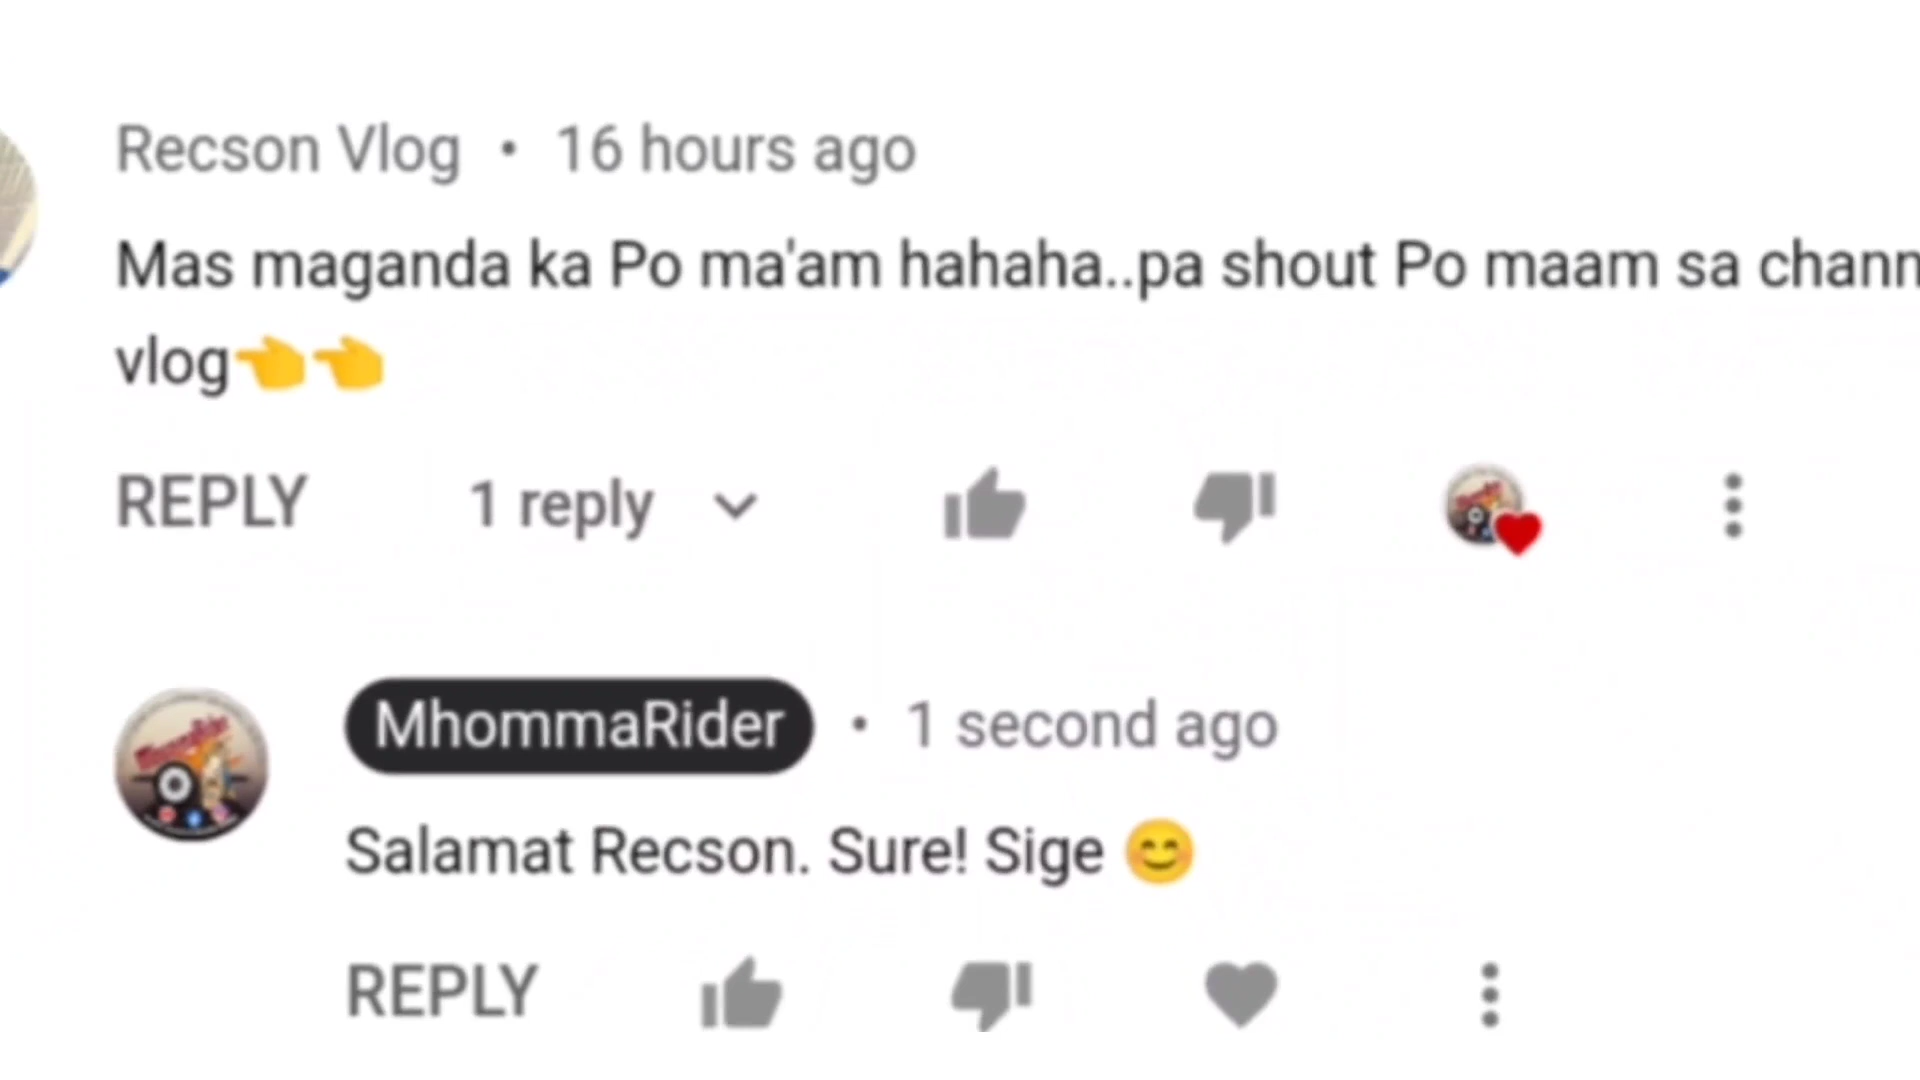 Recson Vlog • 16 hours ago
Mas maganda ka Po ma'am hahaha..pa shout Po maam sa
vlog👈👈
REPLY 1 reply
MhommaRider • 1 second ago
Salamat Recson. Sure! Sige 😊
REPLY